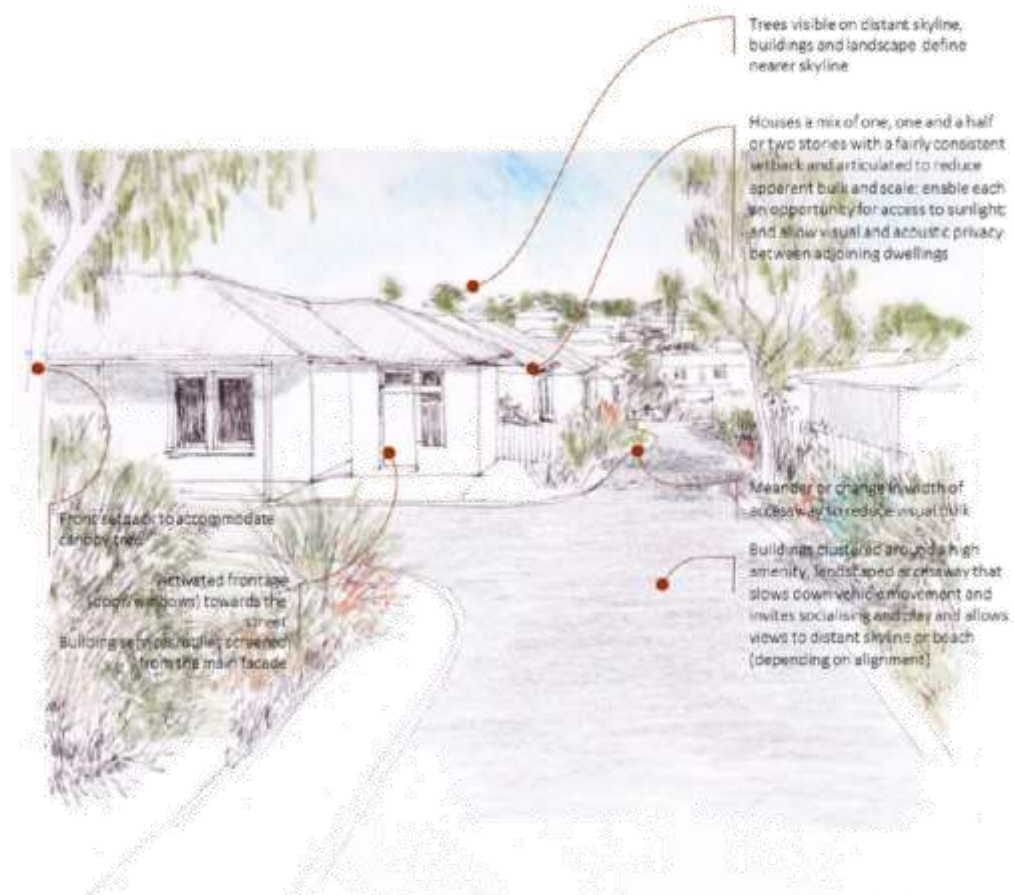 Trees visible on distant skyline,
buildings and landscape define
nearer skyline
Houses a mix of one, one and a half
or two stories with a fairly consistent
setback and articulated to reduce
apparent bulk and scale; enable each
an opportunity for access to sunlight;
and allow visual and acoustic privacy
between adjoining dwellings
Meander or change in width of
accessway to reduce visual bulk
Front setback to accommodate
canopy tree
Buildings clustered around a high
amenity, landscaped accessway that
slows down vehicle movement and
invites socialising and play and allows
views to distant skyline or beach
(depending on alignment)
Activated frontage
(door/windows) towards the
street
Building services screened
from the main facade